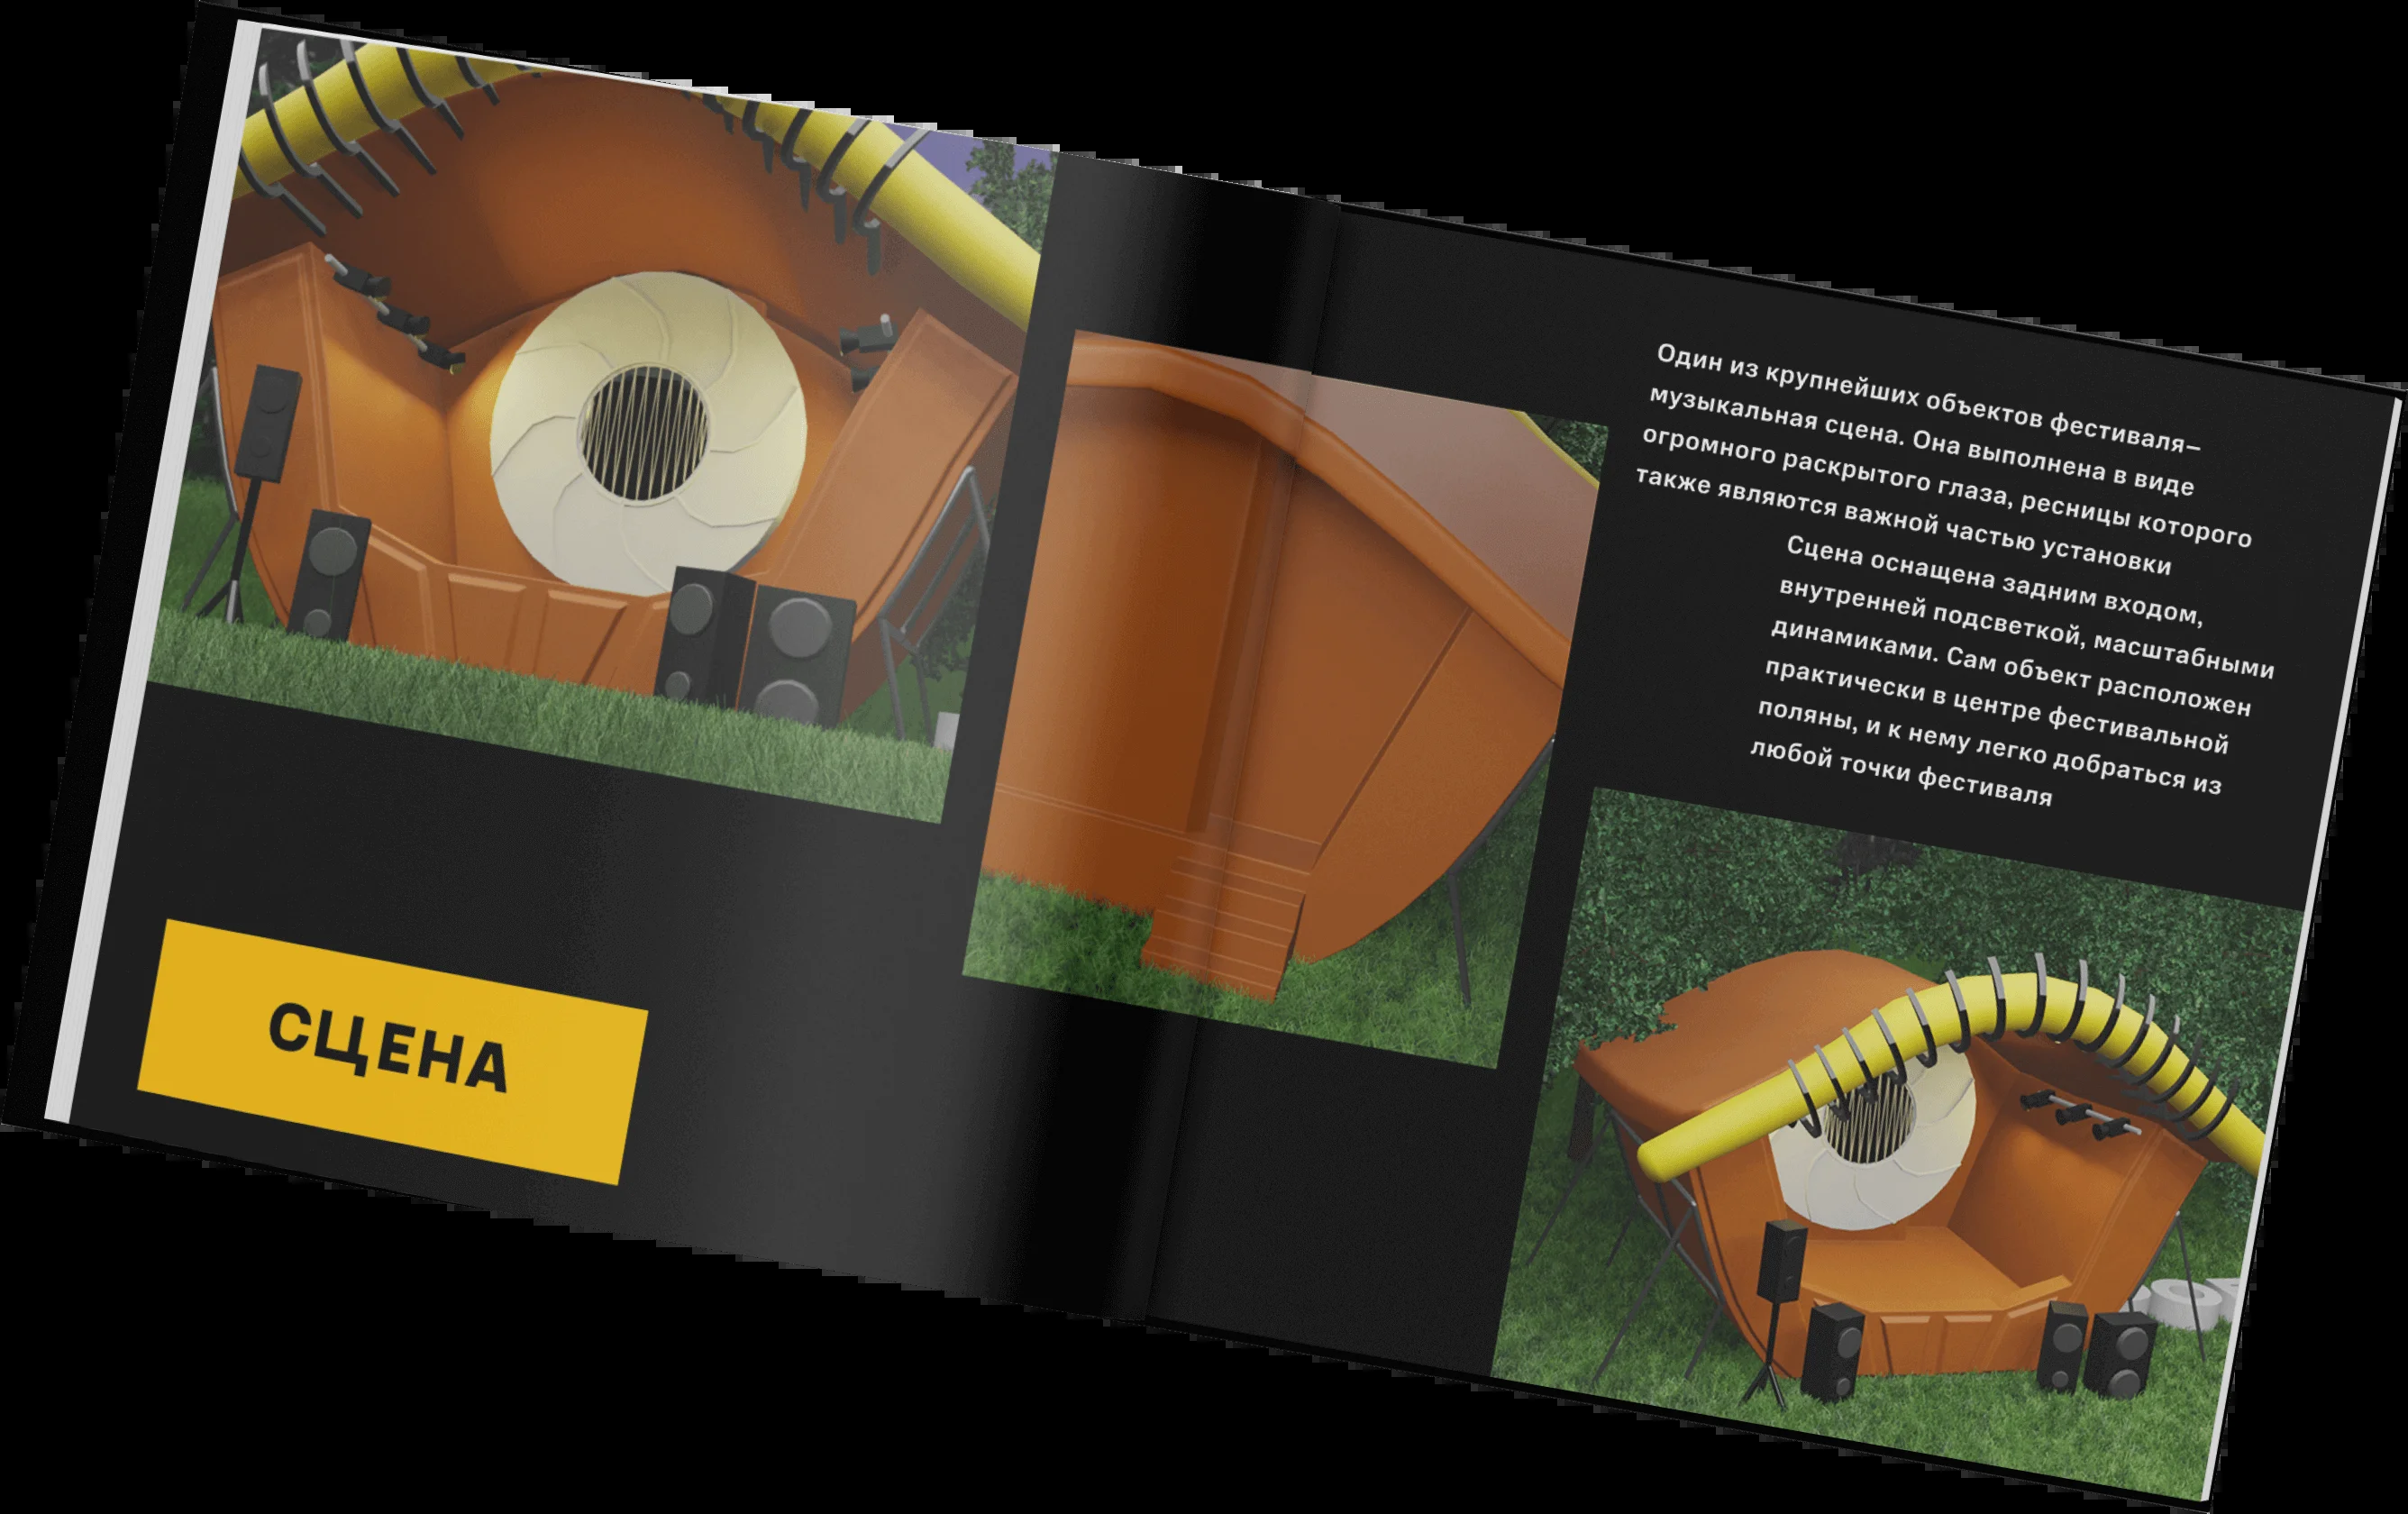 СЦЕНА
Один из крупнейших объектов фестиваля–
музыкальная сцена. Она выполнена в виде
огромного раскрытого глаза, ресницы которого
также являются важной частью установки
Сцена оснащена задним входом,
внутренней подсветкой, масштабными
динамиками. Сам объект расположен
практически в центре фестивальной
поляны, и к нему легко добраться из
любой точки фестиваля